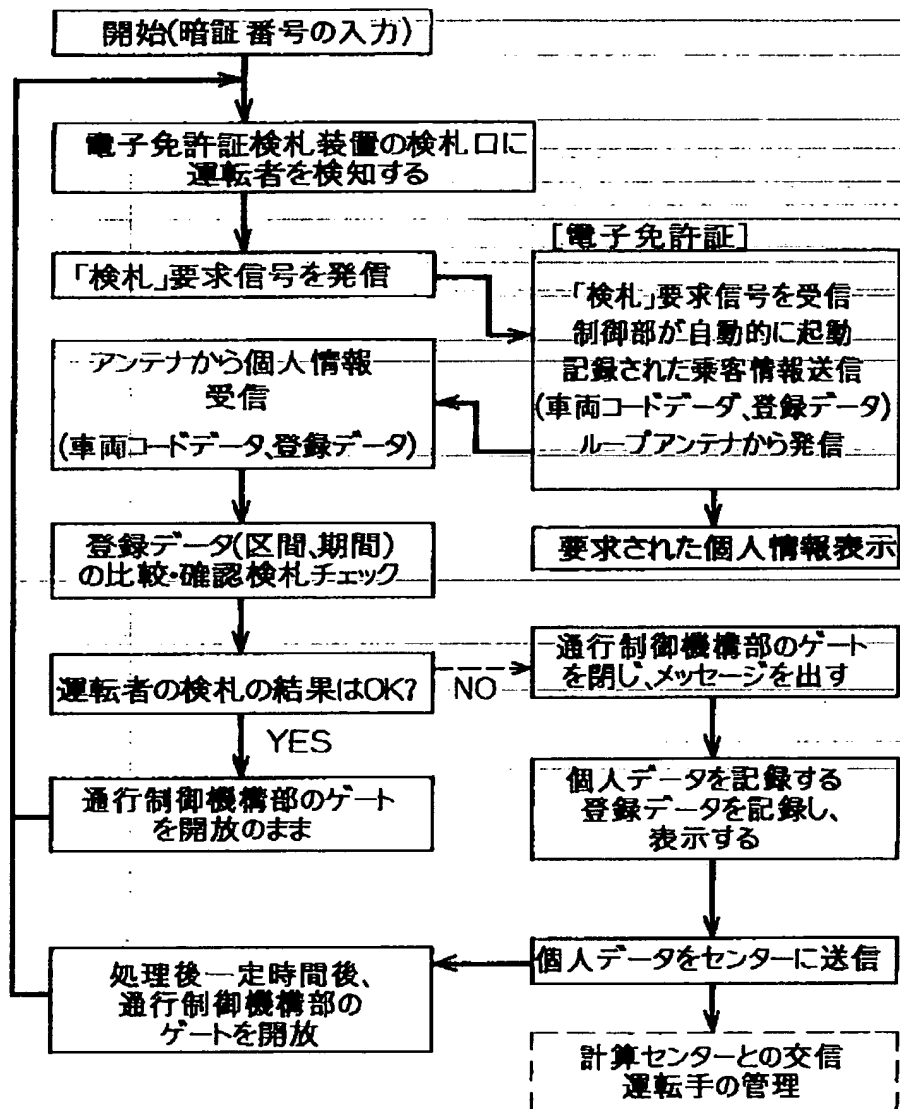 開始(暗証番号の入力)
電子免許証検札装置の検札口に
運転者を検知する
「検札」要求信号を発信
[電子免許証]
「検札」要求信号を受信
制御部が自動的に起動
記録された乗客情報送信
(車両コードデータ、登録データ)
ループアンテナから発信
アンテナから個人情報
受信
(車両コードデータ、登録データ)
要求された個人情報表示
登録データ(区間、期間)
の比較・確認検札チェック
運転者の検札の結果はOK?
NO
通行制御機構部のゲート
を閉じ、メッセージを出す
YES
通行制御機構部のゲート
を開放のまま
個人データを記録する
登録データを記録し、
表示する
個人データをセンターに送信
処理後一定時間後、
通行制御機構部の
ゲートを開放
計算センターとの交信
運転手の管理